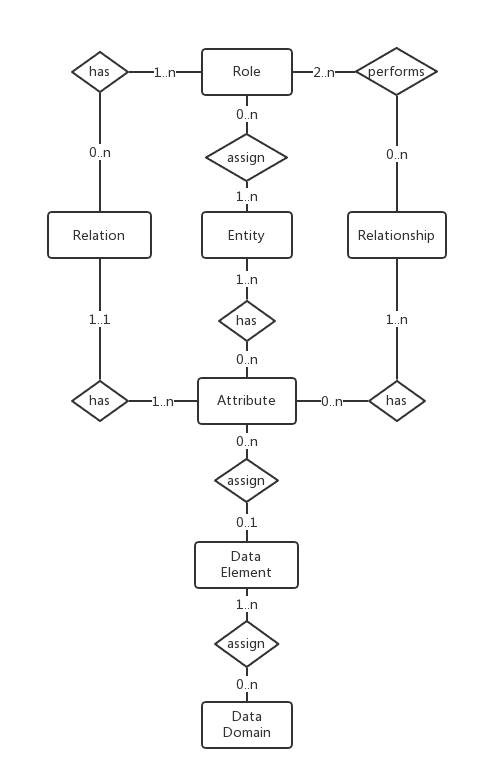 has
1..n
Role
2..n
performs
0..n
0..n
assign
0..n
1..n
Relation
Entity
Relationship
1..n
1..1
has
1..n
0..n
has
1..n
Attribute
0..n
has
0..n
assign
0..1
Data
Element
1..n
assign
0..n
Data
Domain